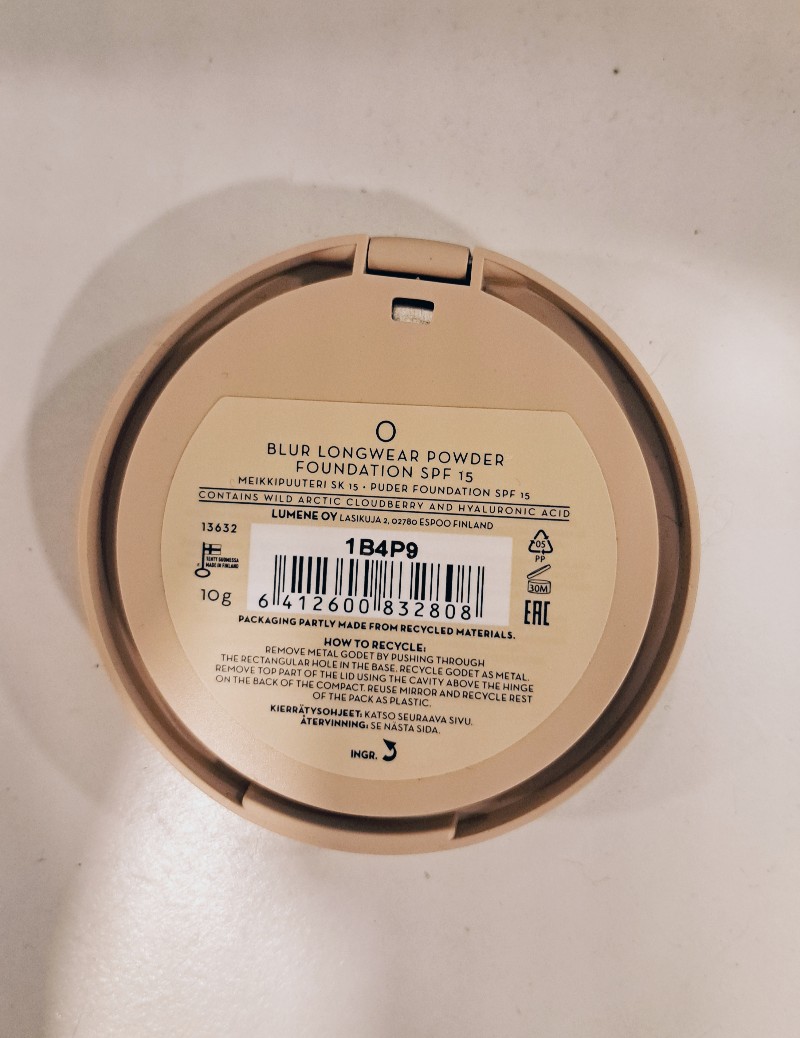 O
BLUR LONGWEAR POWDER
FOUNDATION SPF 15
MEIKKIPUUTERI SK 15 • PUDER FOUNDATION SPF 15
CONTAINS WILD ARCTIC CLOUDBERRY AND HYALURONIC ACID
LUMENE OY LASIKUJA 2, 02780 ESPOO FINLAND
13632
1B4P9
05
PP
MADE IN FINLAND
30M
10g
6 412600 832808
EAC
PACKAGING PARTLY MADE FROM RECYCLED MATERIALS.
HOW TO RECYCLE:
REMOVE METAL GODET BY PUSHING THROUGH
THE RECTANGULAR HOLE IN THE BASE. RECYCLE GODET AS METAL.
REMOVE TOP PART OF THE LID USING THE CAVITY ABOVE THE HINGE
ON THE BACK OF THE COMPACT. REUSE MIRROR AND RECYCLE REST
OF THE PACK AS PLASTIC.
KIERRÄTYSOHJEET: KATSO SEURAAVA SIVU.
ÅTERVINNING: SE NÄSTA SIDA.
INGR.